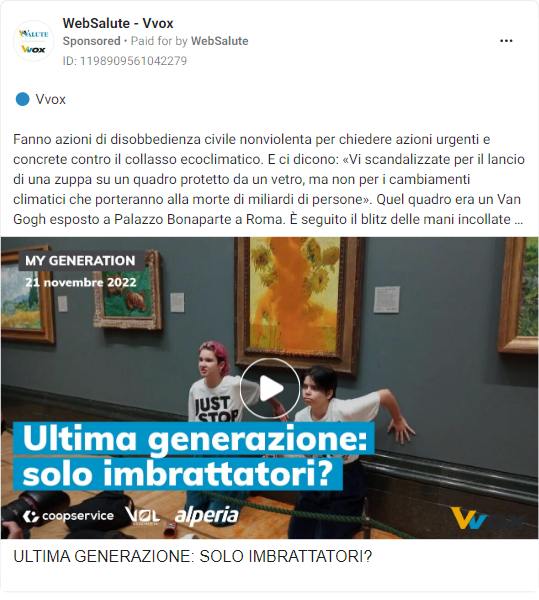 WebSalute - Vvox
Sponsored • Paid for by WebSalute
ID: 1198909561042279
WSALUTE
VVOX
Vvox
Fanno azioni di disobbedienza civile nonviolenta per chiedere azioni urgenti e
concrete contro il collasso ecoclimatico. E ci dicono: «Vi scandalizzate per il lancio
di una zuppa su un quadro protetto da un vetro, ma non per i cambiamenti
climatici che porteranno alla morte di miliardi di persone». Quel quadro era un Van
Gogh esposto a Palazzo Bonaparte a Roma. È seguito il blitz delle mani incollate ...
MY GENERATION
21 novembre 2022
JUST
STOP
Ultima generazione:
solo imbrattatori?
coopservice VOL alperia
ULTIMA GENERAZIONE: SOLO IMBRATTATORI?